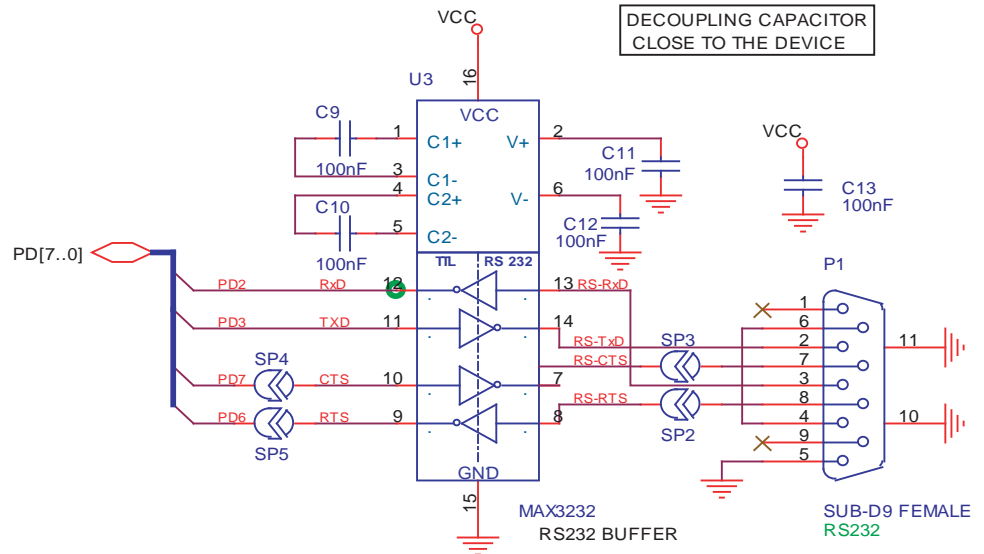 VCC
DECOUPLING CAPACITOR
CLOSE TO THE DEVICE
16
U3
VCC
C9
100nF
1
C1+
3
C1-
4
C2+
C10
100nF
5
C2-
V+
2
C11
100nF
V-
6
C12
100nF
VCC
C13
100nF
PD[7..0]
TTL
RS 232
PD2
RxD
12
13
RS-RxD
PD3
TXD
11
14
RS-TxD
SP4
PD7
CTS
10
7
RS-CTS
SP3
PD6
RTS
9
8
RS-RTS
SP2
SP5
GND
15
MAX3232
RS232 BUFFER
P1
1
6
2
7
3
8
4
9
5
11
10
SUB-D9 FEMALE
RS232